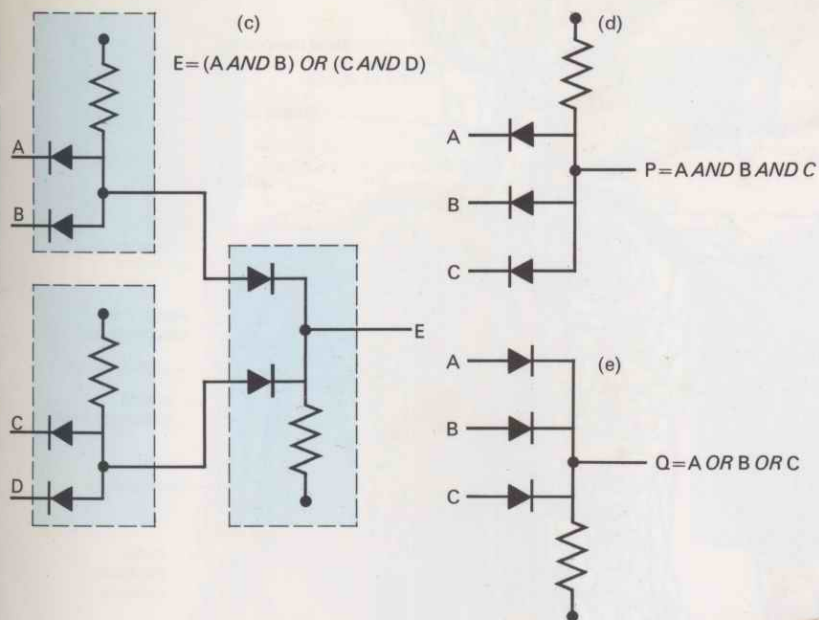 (c)
E=(A AND B) OR (C AND D)
A
B
C
D
E
(d)
A
B
C
P=A AND B AND C
(e)
A
B
C
Q=A OR B OR C